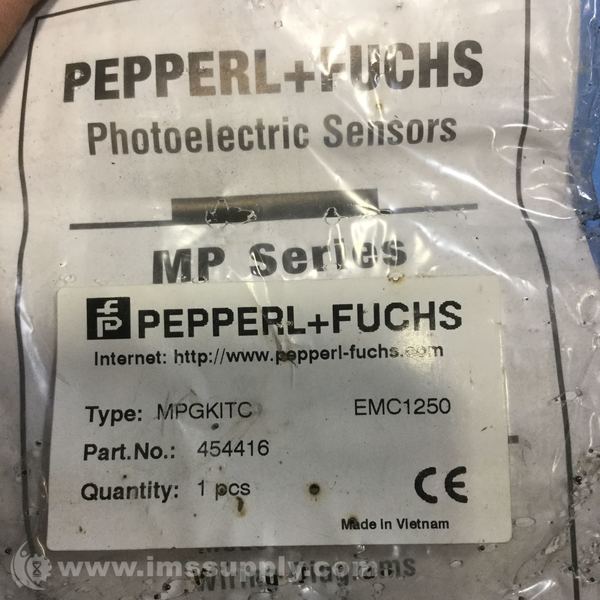 PEPPERL+FUCHS
Photoelectric Sensors
MP Series
PEPPERL+FUCHS
Internet: http://www.pepperl-fuchs.com
Type: MPGKITC EMC1250
Part.No.: 454416
Quantity: 1 pcs
CE
Made in Vietnam
www.imssupply.com